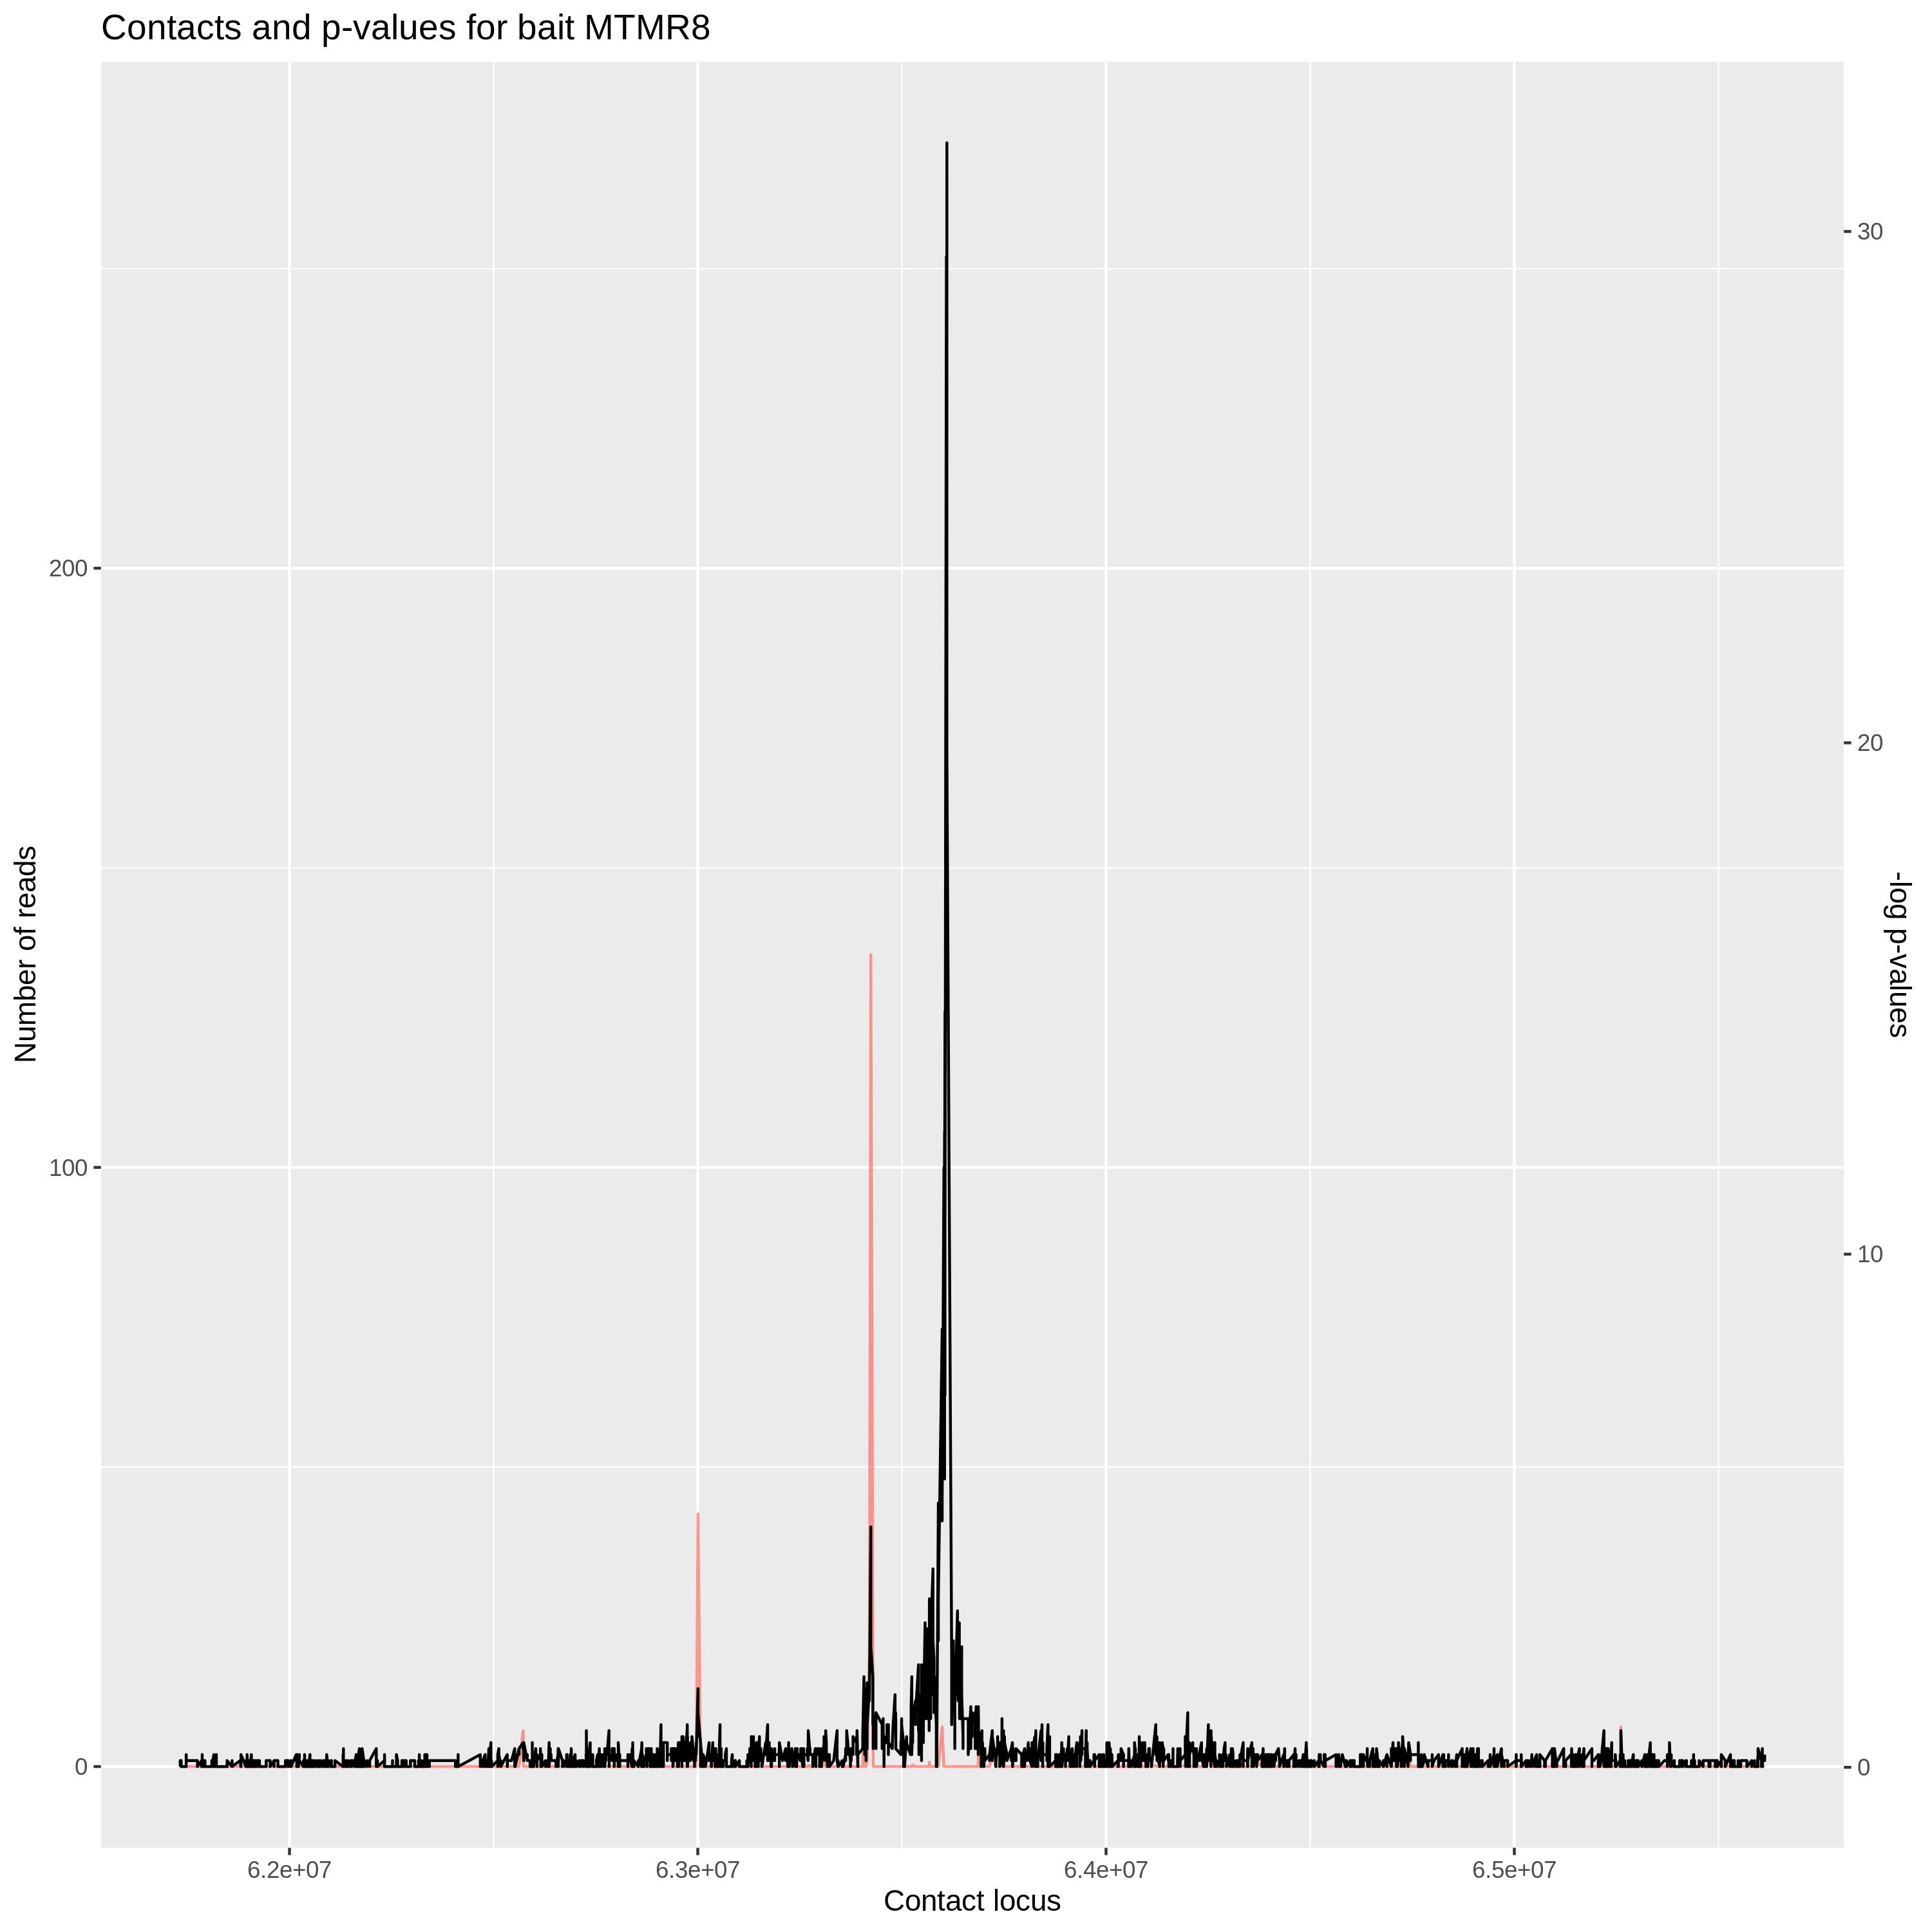 Contacts and p-values for bait MTMR8
Number of reads
200
100
0
30
20
10
0
-log p-values
6.2e+07
6.3e+07
6.4e+07
6.5e+07
Contact locus